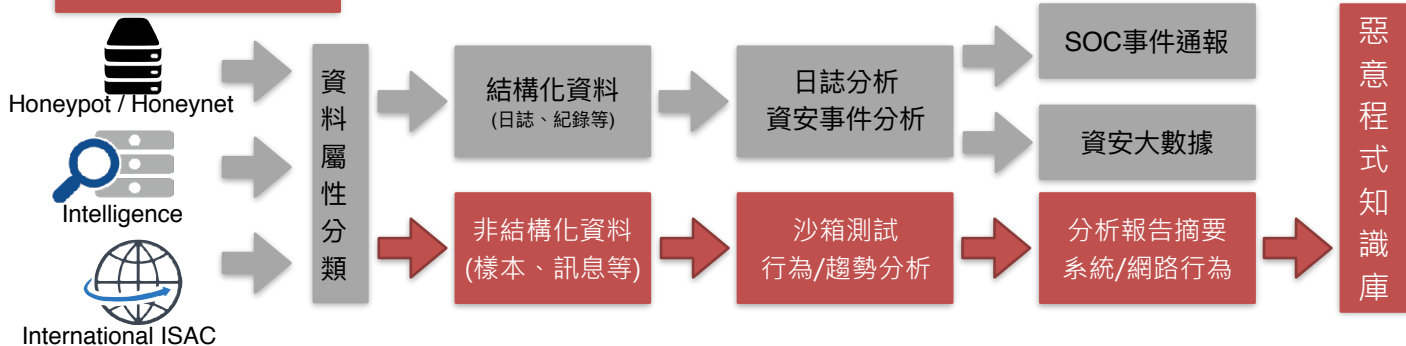 Honeypot / Honeynet
Intelligence
International ISAC
資
料
屬
性
分
類
結構化資料
(日誌、紀錄等)
日誌分析
資安事件分析
SOC事件通報
資安大數據
非結構化資料
(樣本、訊息等)
沙箱測試
行為/趨勢分析
分析報告摘要
系統/網路行為
惡
意
程
式
知
識
庫